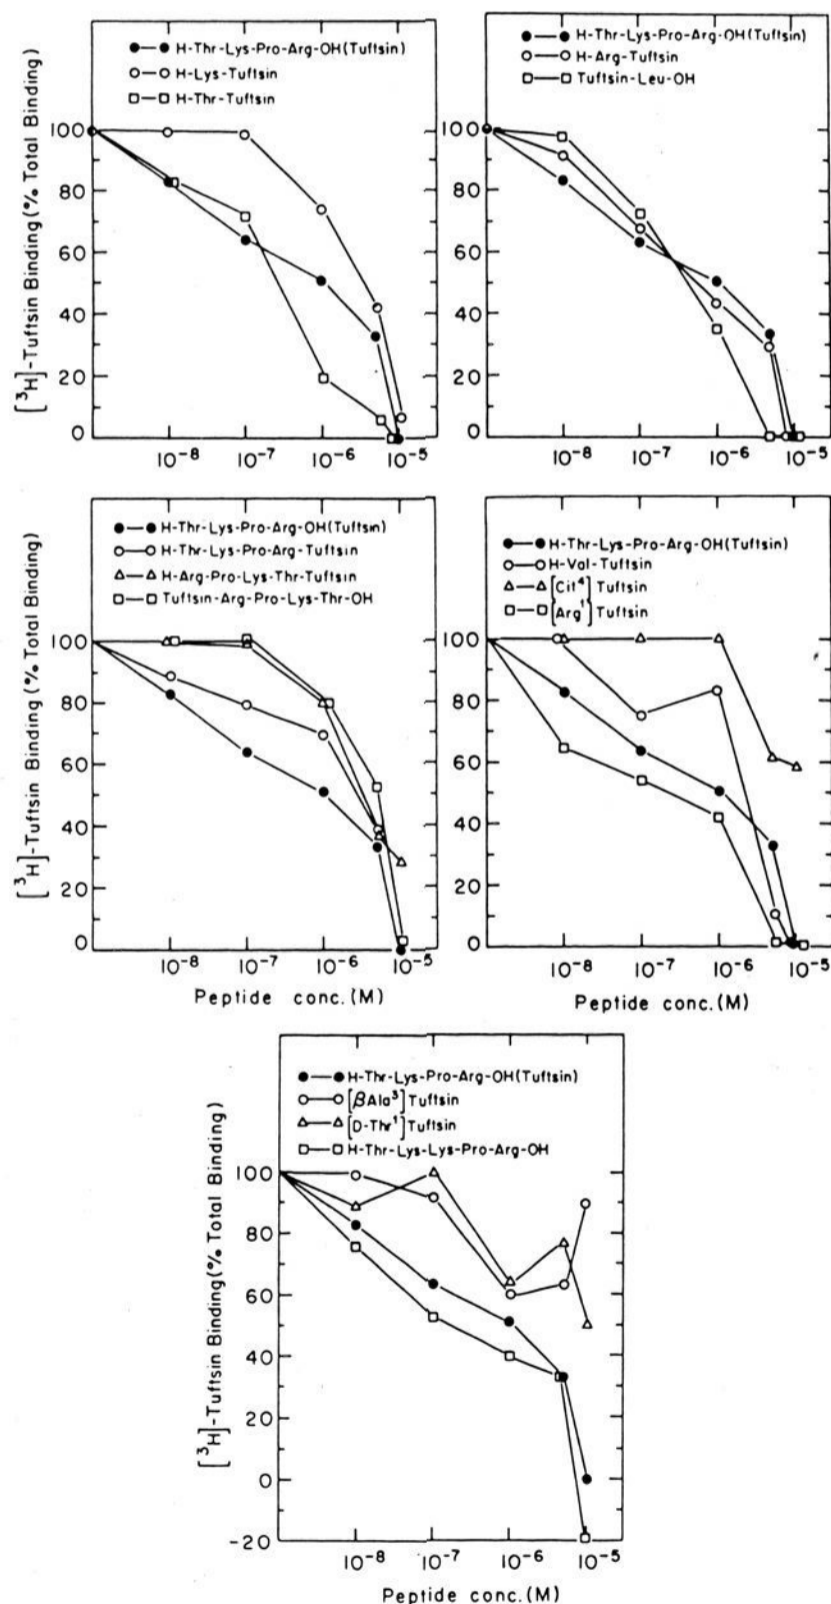 H-Thr-Lys-Pro-Arg-OH(Tuftsin)
H-Lys-Tuftsin
H-Thr-Tuftsin
[³H]-Tuftsin Binding (% Total Binding)
100
80
60
40
20
0
10⁻⁸ 10⁻⁷ 10⁻⁶ 10⁻⁵
H-Thr-Lys-Pro-Arg-OH(Tuftsin)
H-Arg-Tuftsin
Tuftsin-Leu-OH
100
80
60
40
20
0
10⁻⁸ 10⁻⁷ 10⁻⁶ 10⁻⁵
H-Thr-Lys-Pro-Arg-OH(Tuftsin)
H-Thr-Lys-Pro-Arg-Tuftsin
H-Arg-Pro-Lys-Thr-Tuftsin
Tuftsin-Arg-Pro-Lys-Thr-OH
[³H]-Tuftsin Binding (% Total Binding)
100
80
60
40
20
0
10⁻⁸ 10⁻⁷ 10⁻⁶ 10⁻⁵
Peptide conc. (M)
H-Thr-Lys-Pro-Arg-OH(Tuftsin)
H-Val-Tuftsin
[Cit⁴] Tuftsin
[Arg¹] Tuftsin
100
80
60
40
20
0
10⁻⁸ 10⁻⁷ 10⁻⁶ 10⁻⁵
Peptide conc. (M)
H-Thr-Lys-Pro-Arg-OH(Tuftsin)
[βAla³] Tuftsin
[D-Thr¹] Tuftsin
H-Thr-Lys-Lys-Pro-Arg-OH
[³H]-Tuftsin Binding (% Total Binding)
100
80
60
40
20
0
-20
10⁻⁸ 10⁻⁷ 10⁻⁶ 10⁻⁵
Peptide conc. (M)